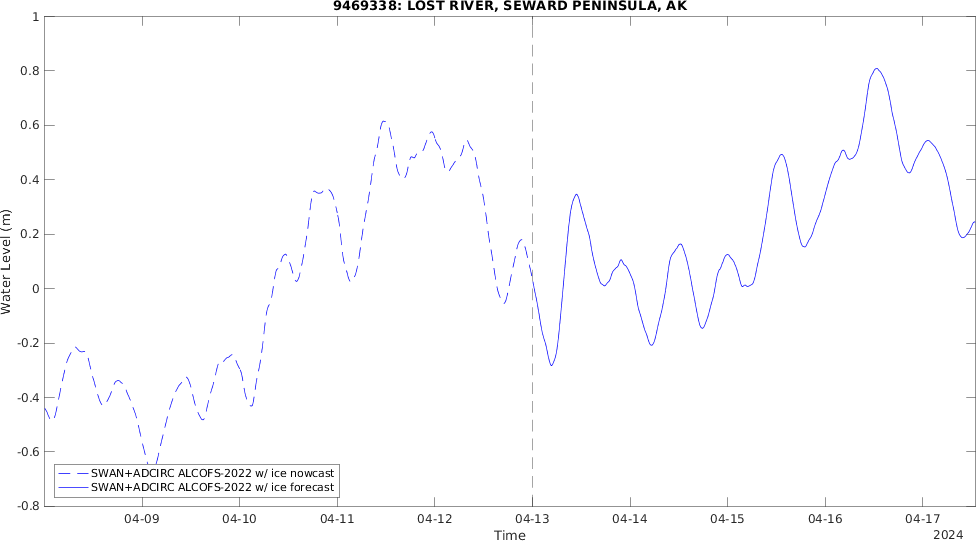 9469338: LOST RIVER, SEWARD PENINSULA, AK
1
0.8
0.6
0.4
0.2
0
-0.2
-0.4
-0.6
-0.8
Water Level (m)
SWAN+ADCIRC ALCOFS-2022 w/ ice nowcast
SWAN+ADCIRC ALCOFS-2022 w/ ice forecast
04-09 04-10 04-11 04-12 04-13 04-14 04-15 04-16 04-17
Time
2024